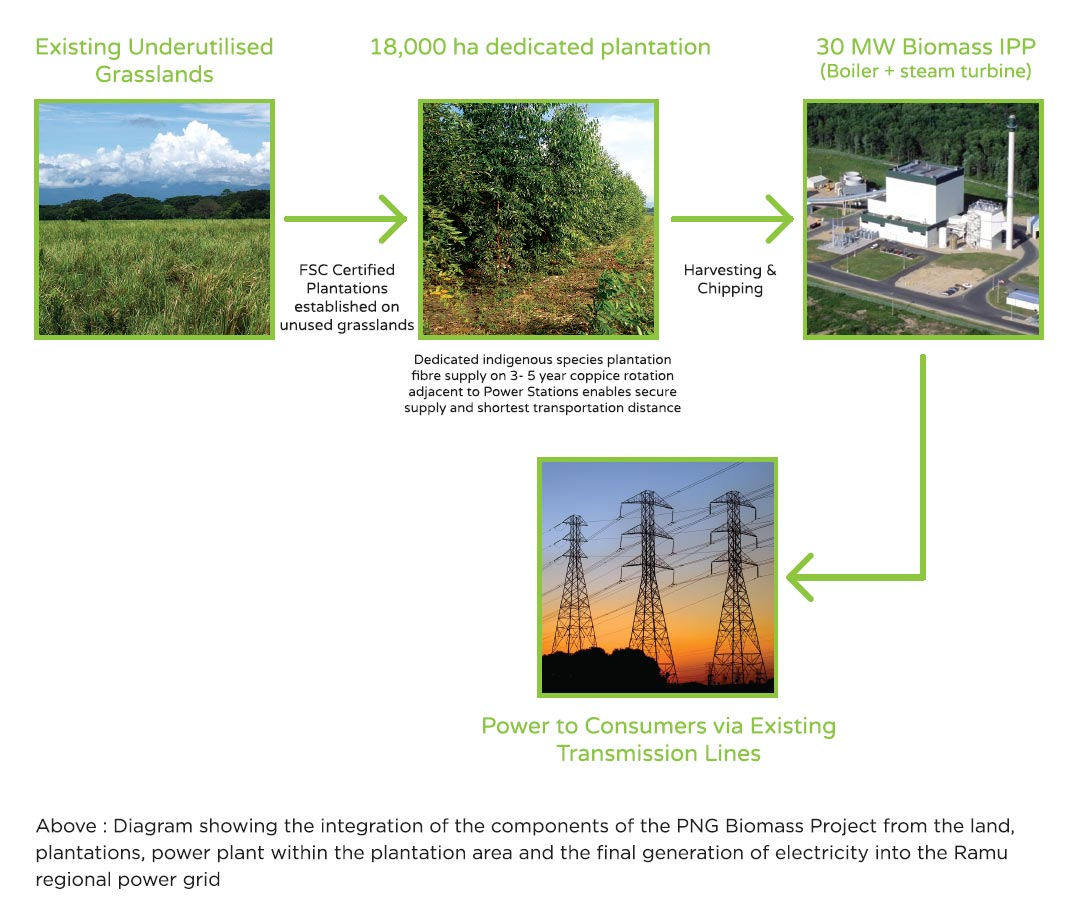 Existing Underutilised
Grasslands
18,000 ha dedicated plantation
30 MW Biomass IPP
(Boiler + steam turbine)
FSC Certified
Plantations
established on
unused grasslands
Harvesting &
Chipping
Dedicated indigenous species plantation
fibre supply on 3- 5 year coppice rotation
adjacent to Power Stations enables secure
supply and shortest transportation distance
Power to Consumers via Existing
Transmission Lines
Above : Diagram showing the integration of the components of the PNG Biomass Project from the land,
plantations, power plant within the plantation area and the final generation of electricity into the Ramu
regional power grid